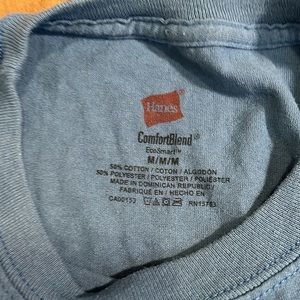 Hanes
ComfortBlend®
EcoSmart™
M/M/M
50% COTTON / COTON / ALGODÓN
50% POLYESTER / POLYESTER / POLIÉSTER
MADE IN DOMINICAN REPUBLIC /
FABRIQUÉ EN / HECHO EN
CA00153
RN15763